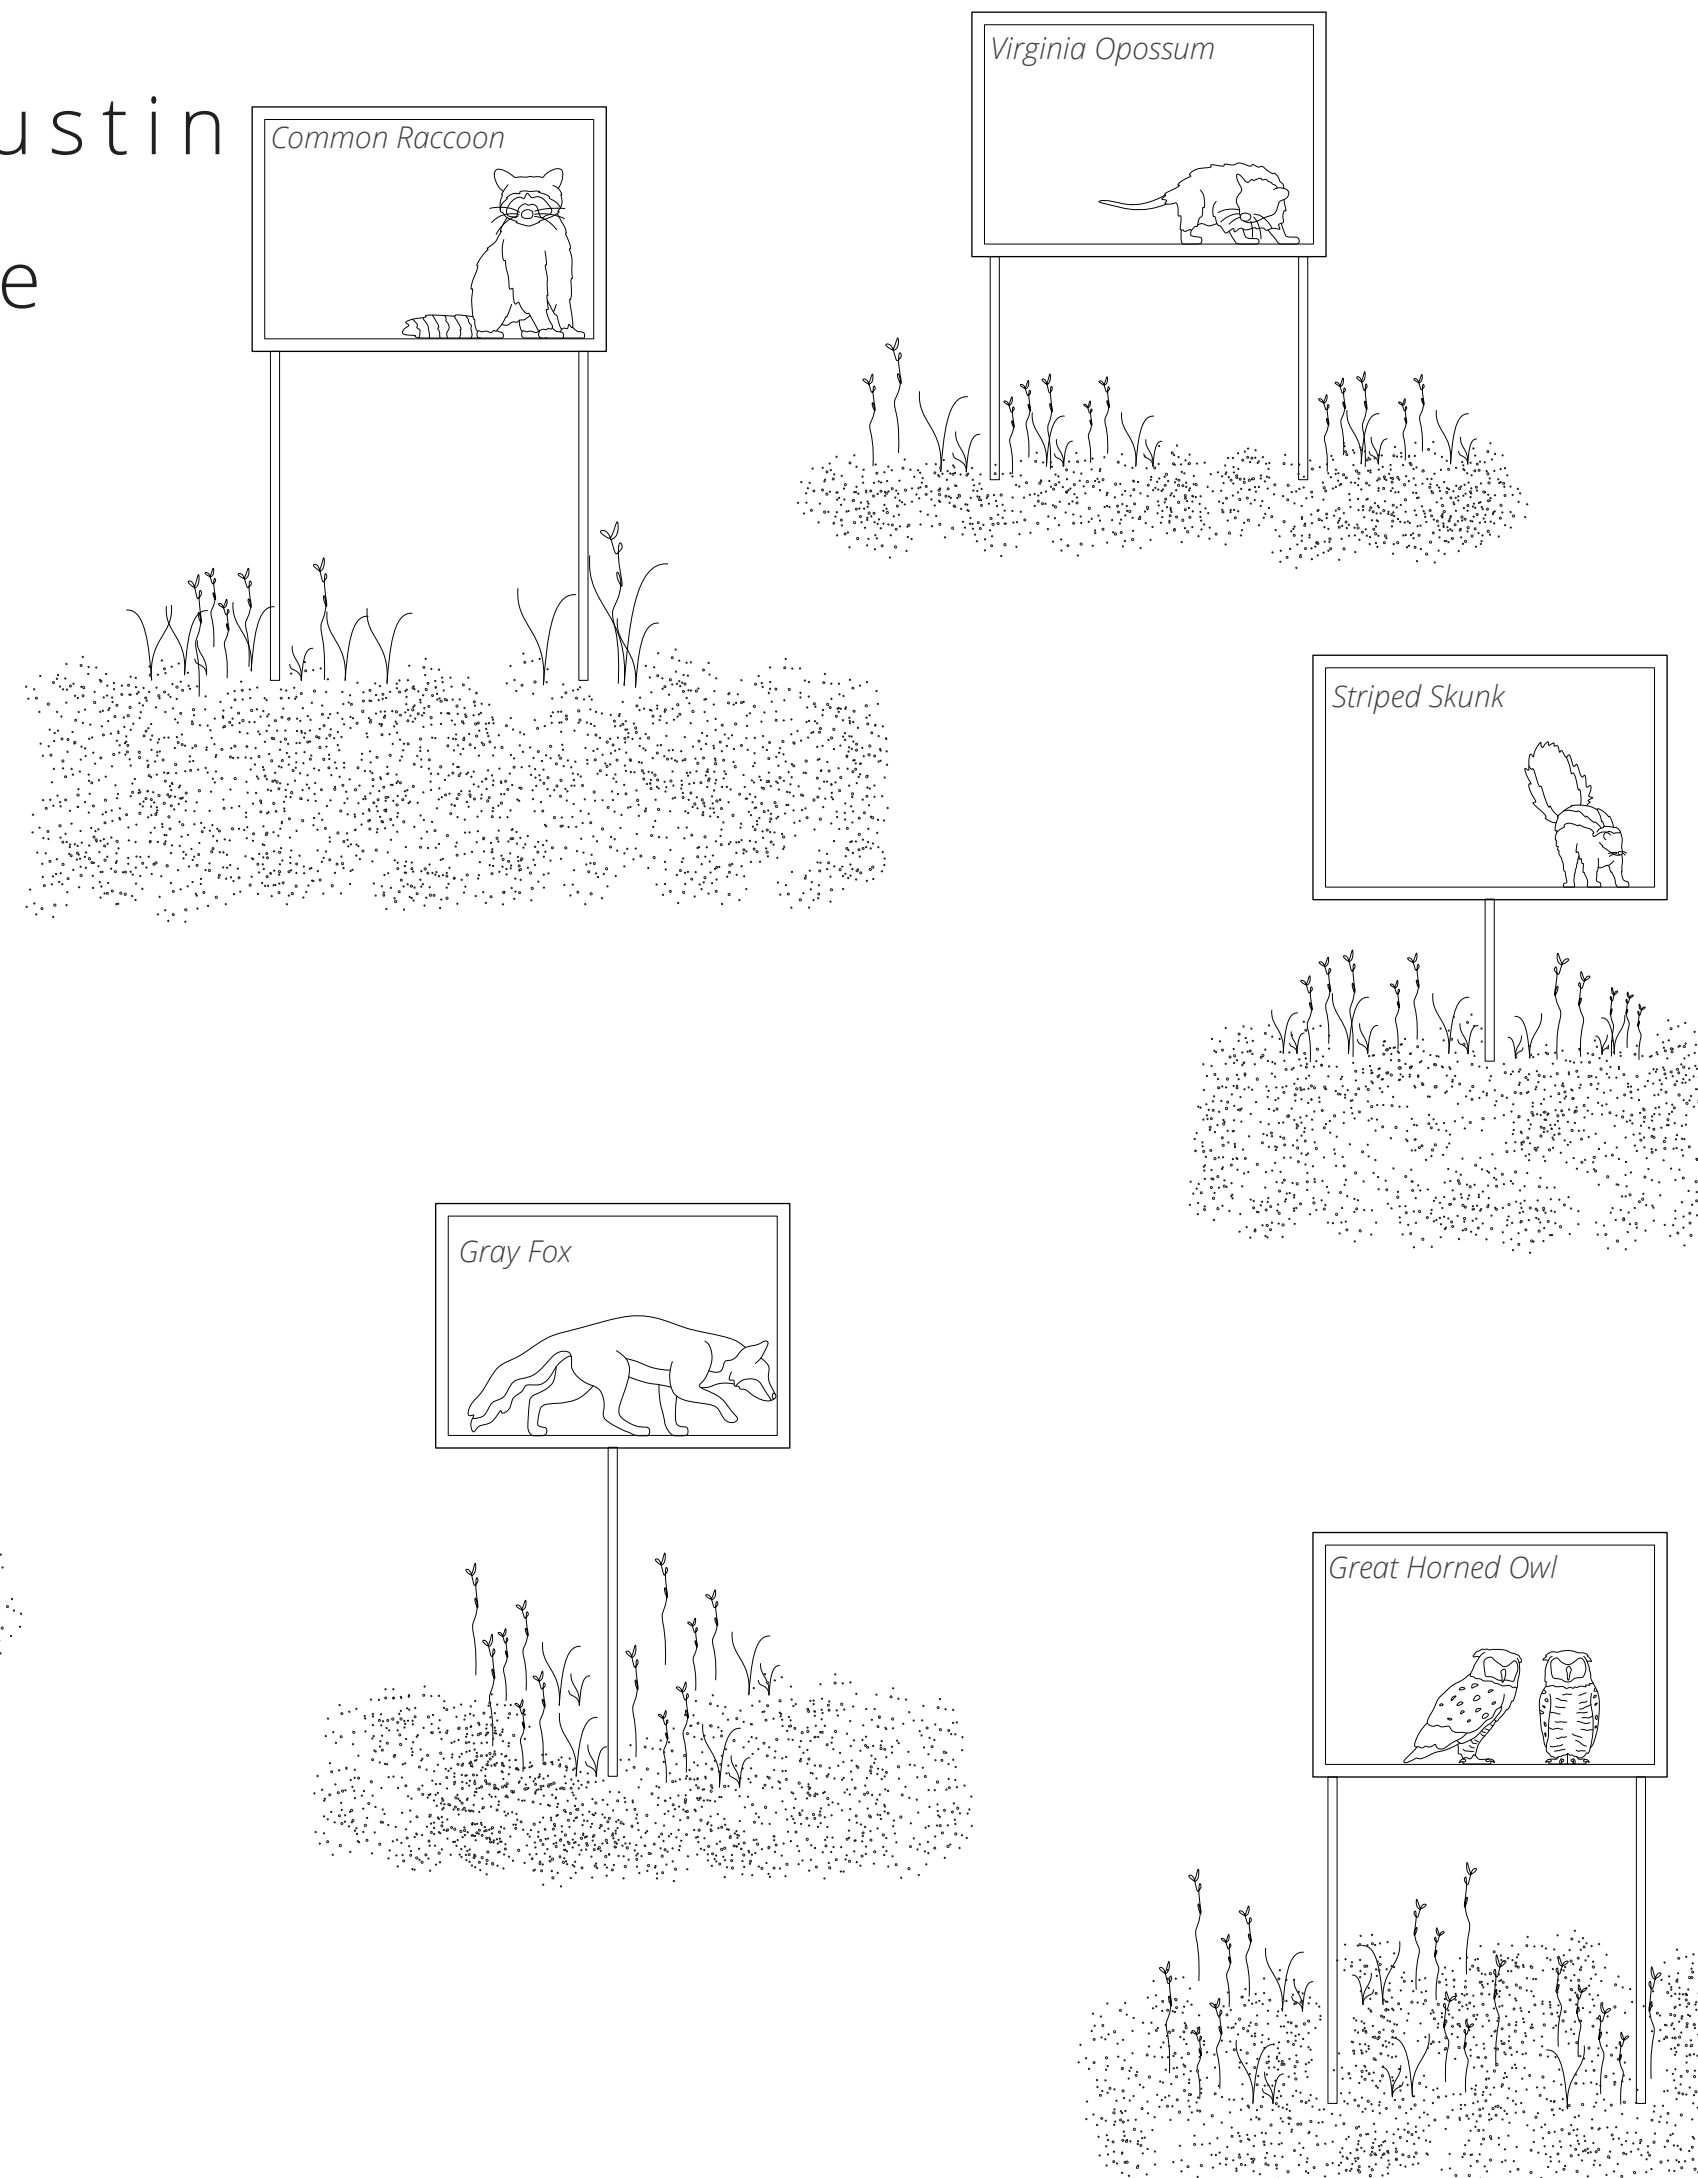 Virginia Opossum
ustin
Common Raccoon
e
Striped Skunk
Gray Fox
Great Horned Owl